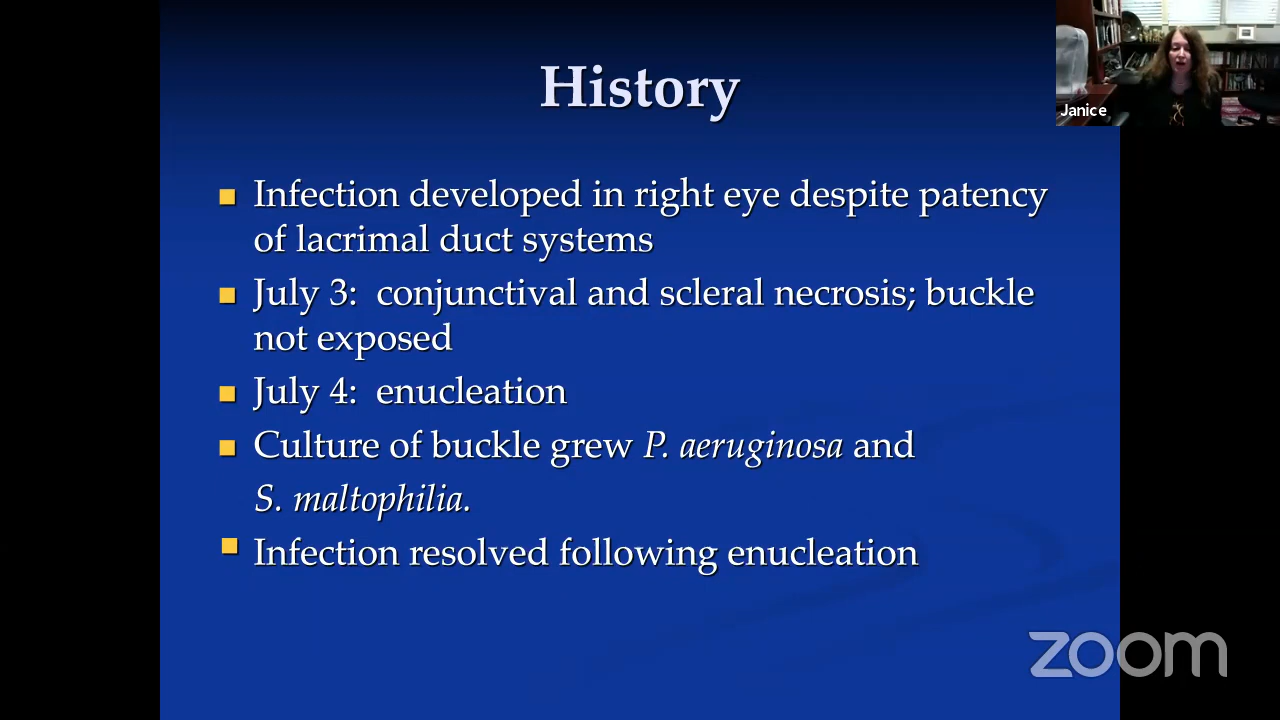 History
Janice
Infection developed in right eye despite patency
of lacrimal duct systems
July 3: conjunctival and scleral necrosis; buckle
not exposed
July 4: enucleation
Culture of buckle grew P. aeruginosa and
S. maltophilia.
Infection resolved following enucleation
zoom